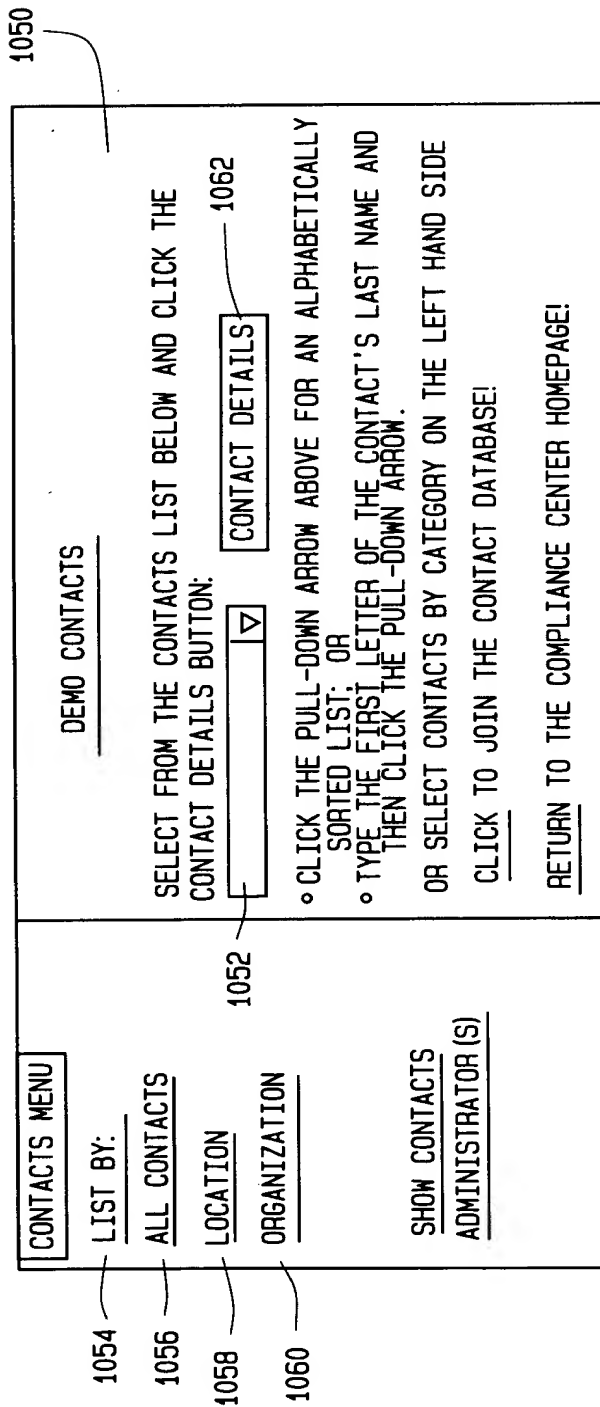 1050
CONTACTS MENU
1054
LIST BY:
1056
ALL CONTACTS
1058
LOCATION
1060
ORGANIZATION
SHOW CONTACTS
ADMINISTRATOR(S)
DEMO CONTACTS
SELECT FROM THE CONTACTS LIST BELOW AND CLICK THE
CONTACT DETAILS BUTTON:
1052
CONTACT DETAILS
1062
∘ CLICK THE PULL-DOWN ARROW ABOVE FOR AN ALPHABETICALLY
SORTED LIST; OR
∘ TYPE THE FIRST LETTER OF THE CONTACT'S LAST NAME AND
THEN CLICK THE PULL-DOWN ARROW.
OR SELECT CONTACTS BY CATEGORY ON THE LEFT HAND SIDE
CLICK TO JOIN THE CONTACT DATABASE!
RETURN TO THE COMPLIANCE CENTER HOMEPAGE!